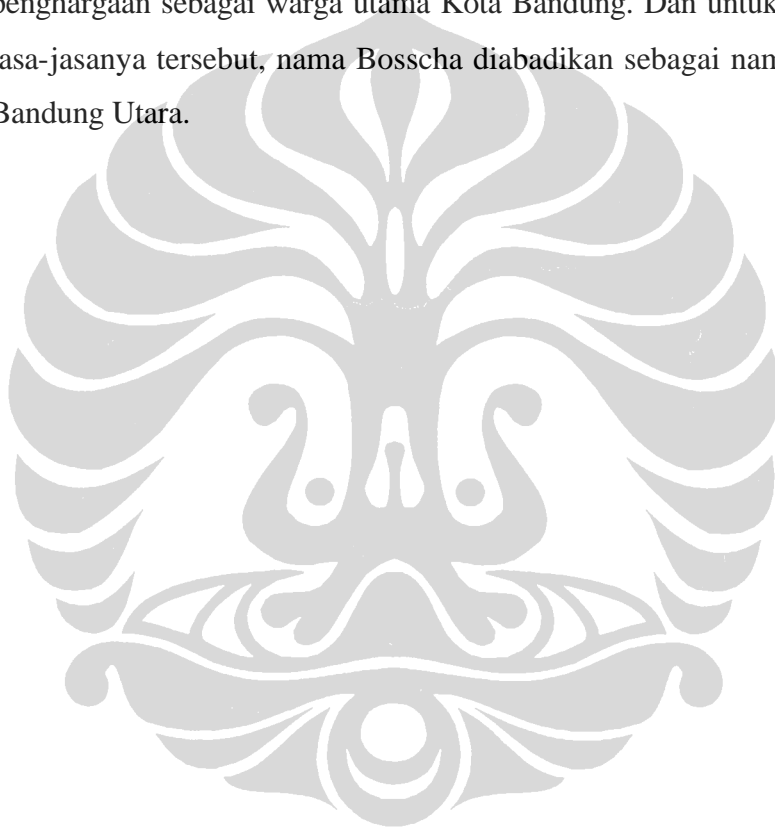 penghargaan sebagai warga utama Kota Bandung. Dan untuk
asa-jasanya tersebut, nama Bosscha diabadikan sebagai nam
Bandung Utara.